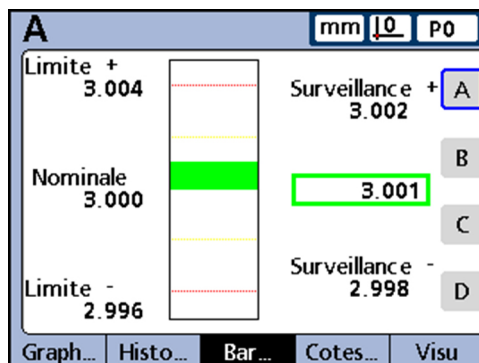 A
mm 0 P0
Limite +
3.004
Surveillance +
3.002
A
B
Nominale
3.000
3.001
C
Surveillance -
2.998
D
Limite -
2.996
Graph... Histo... Bar... Cotes... Visu